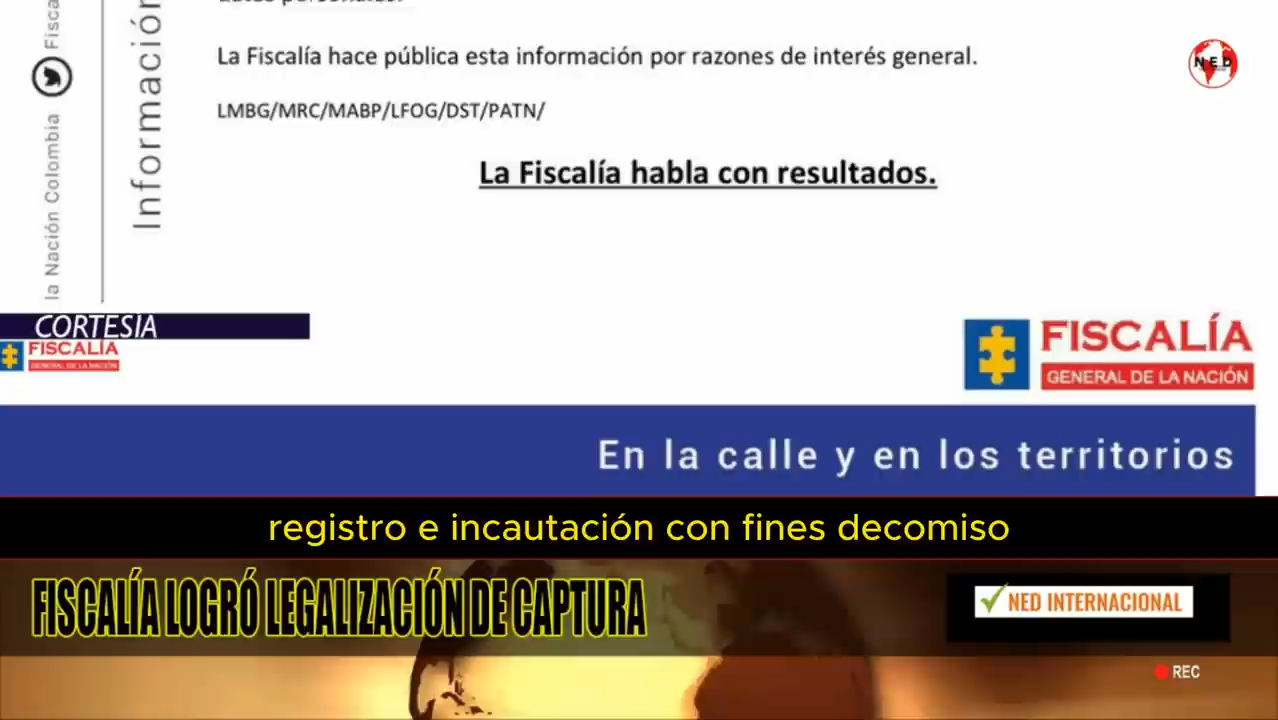 La Fiscalía hace pública esta información por razones de interés general.
LMBG/MRC/MABP/LFOG/DST/PATN/
La Fiscalía habla con resultados.
la Nación Colombia
Fisca
Información
NED
CORTESIA
FISCALÍA
GENERAL DE LA NACIÓN
FISCALÍA
GENERAL DE LA NACIÓN
En la calle y en los territorios
registro e incautación con fines decomiso
FISCALÍA LOGRÓ LEGALIZACIÓN DE CAPTURA
NED INTERNACIONAL
REC